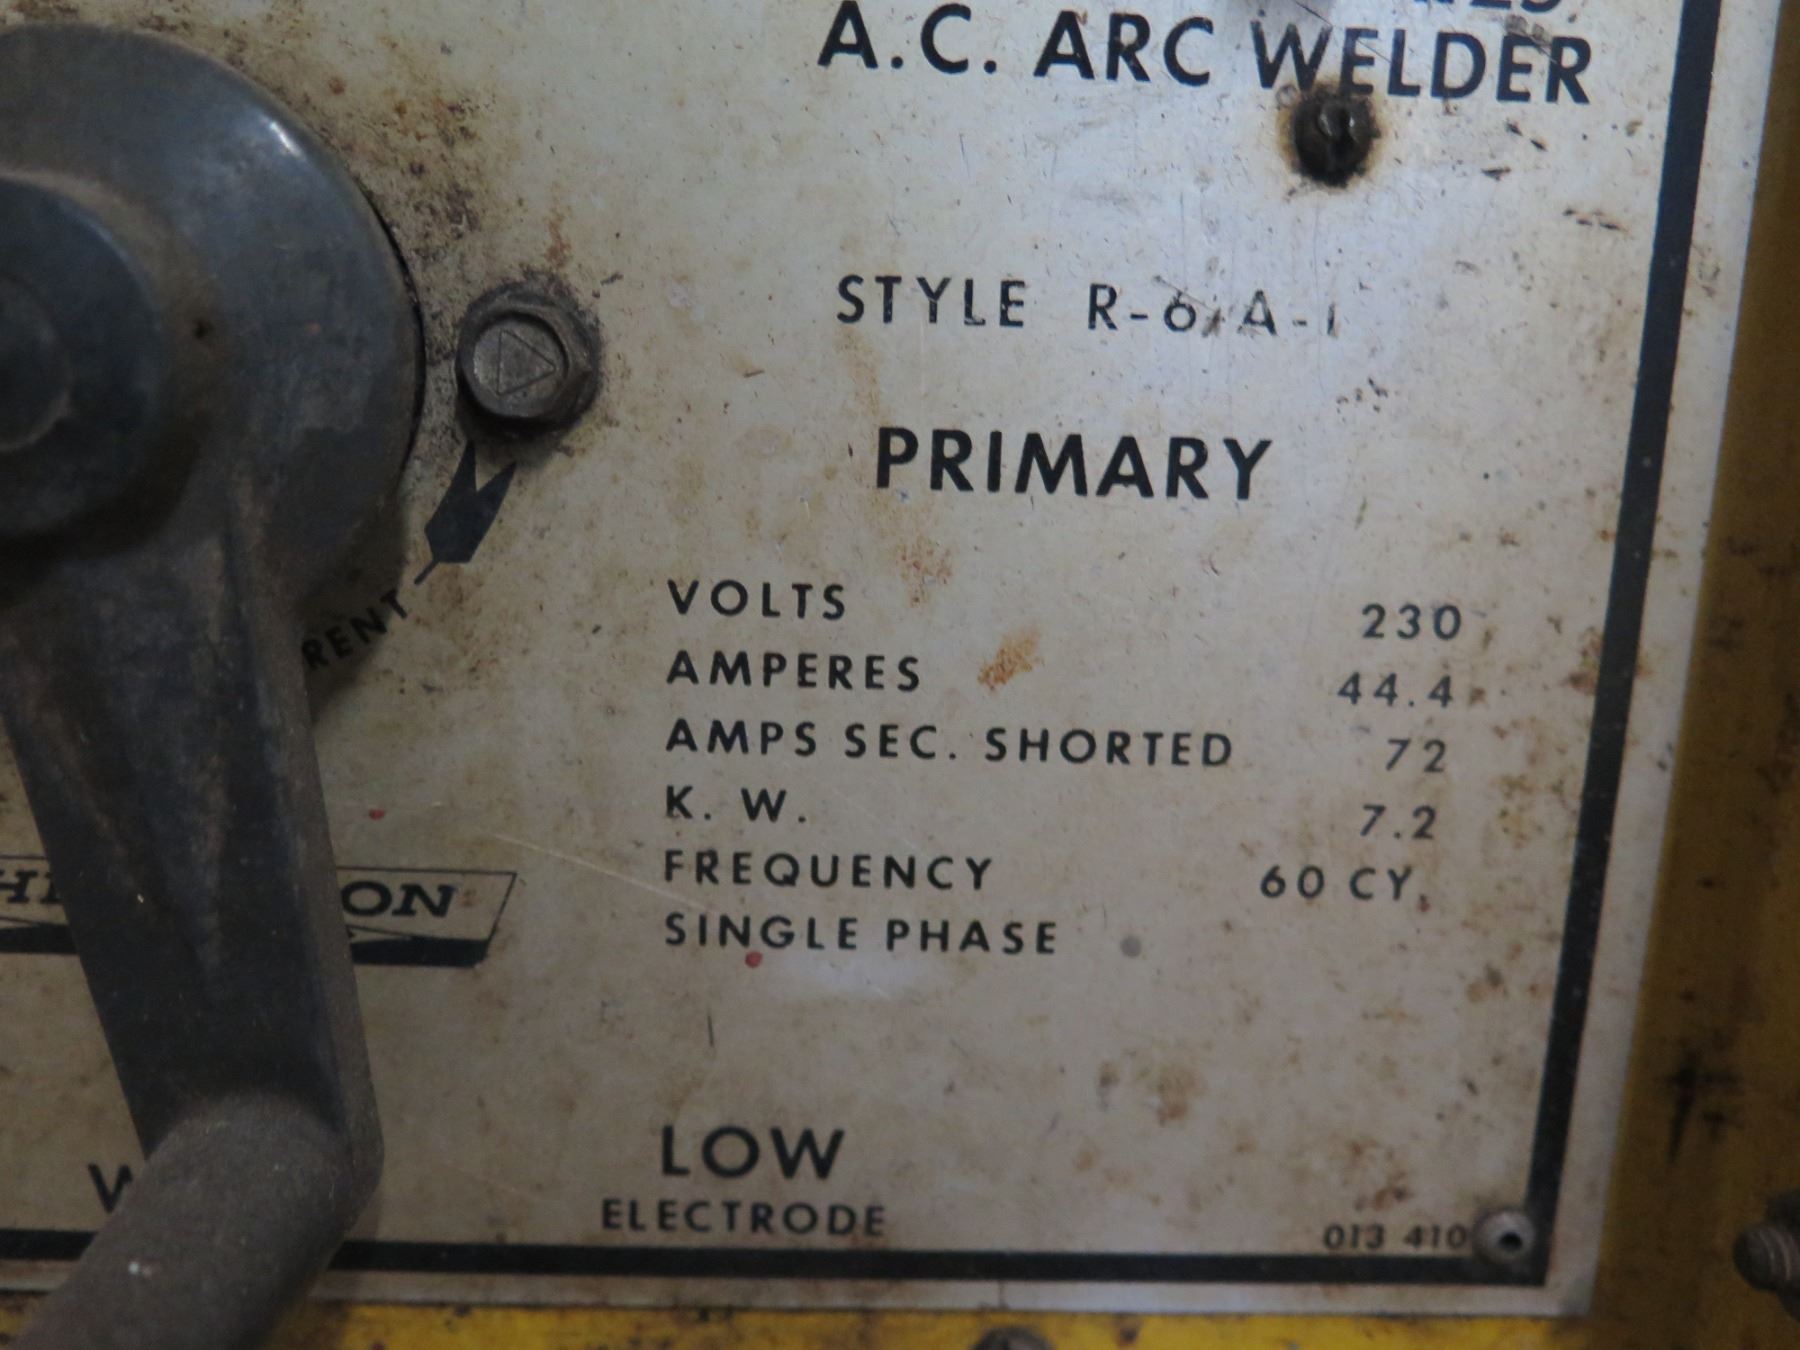 A.C. ARC WELDER
STYLE R-6/A-1
PRIMARY
VOLTS 230
AMPERES 44.4
AMPS SEC. SHORTED 72
K. W. 7.2
FREQUENCY 60 CY.
SINGLE PHASE
LOW
ELECTRODE
013 410